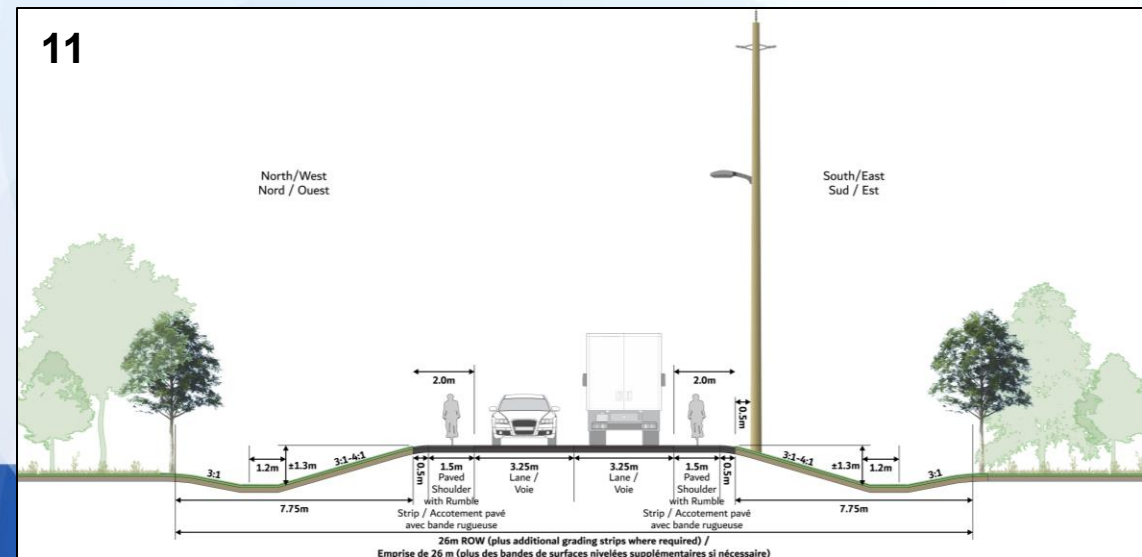 11
North/West
Nord / Ouest
South/East
Sud / Est
2.0m
2.0m
0.5m
3:1
1.2m
±1.3m
3:1-4:1
0.5m
1.5m
Paved
Shoulder
with Rumble
Strip / Accotement pavé
avec bande rugueuse
3.25m
Lane /
Voie
3.25m
Lane /
Voie
1.5m
Paved
Shoulder
with Rumble
Strip / Accotement pavé
avec bande rugueuse
0.5m
3:1-4:1
±1.3m
1.2m
3:1
7.75m
7.75m
26m ROW (plus additional grading strips where required) /
Emprise de 26 m (plus des bandes de surfaces nivelées supplémentaires si nécessaire)